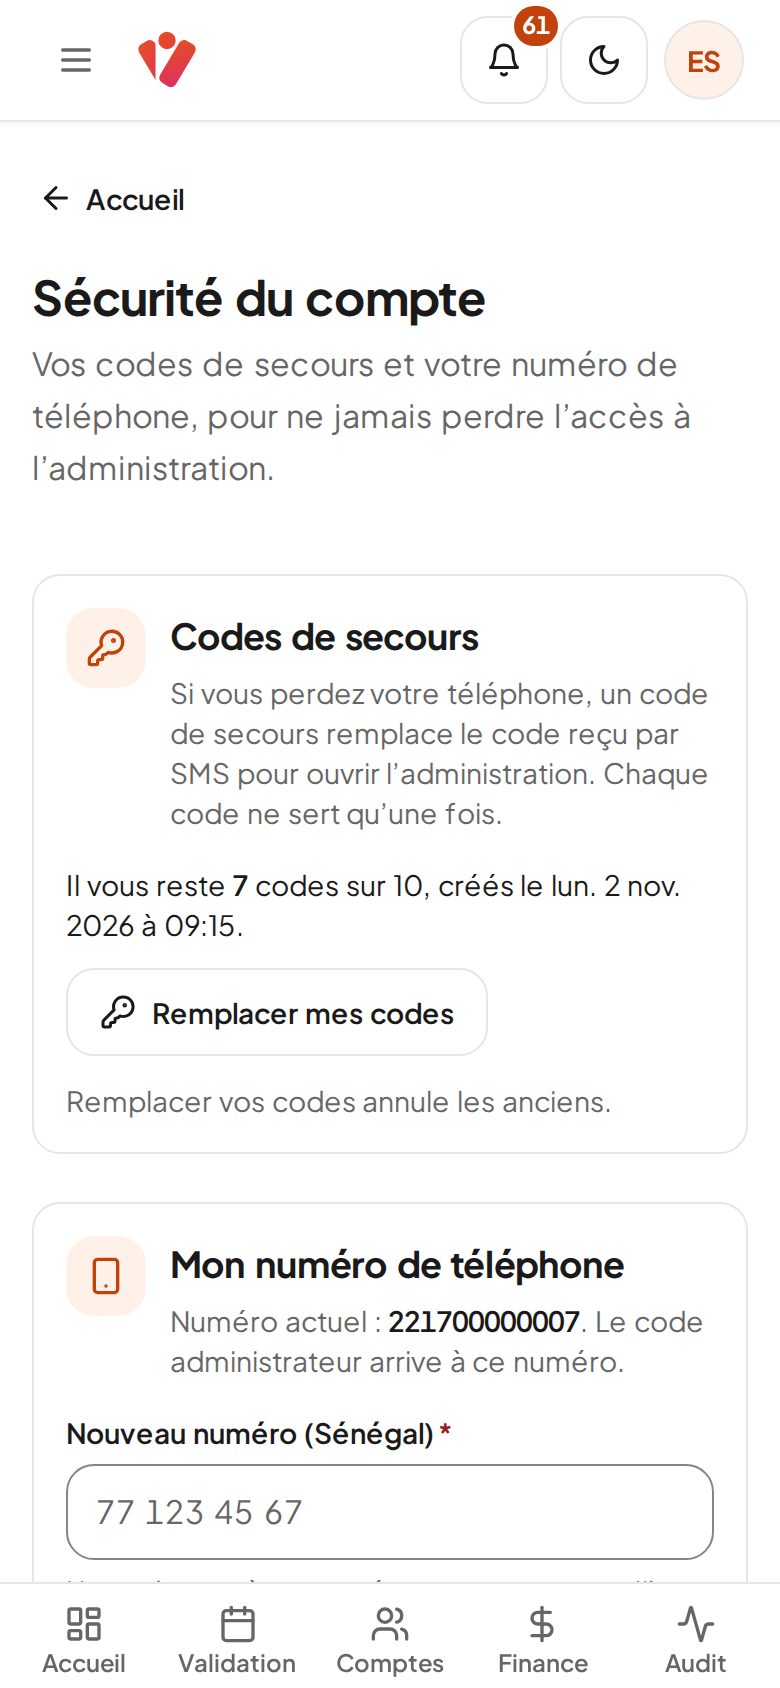 61
ES
Accueil
Sécurité du compte
Vos codes de secours et votre numéro de
téléphone, pour ne jamais perdre l’accès à
l’administration.
Codes de secours
Si vous perdez votre téléphone, un code
de secours remplace le code reçu par
SMS pour ouvrir l’administration. Chaque
code ne sert qu’une fois.
Il vous reste 7 codes sur 10, créés le lun. 2 nov.
2026 à 09:15.
Remplacer mes codes
Remplacer vos codes annule les anciens.
Mon numéro de téléphone
Numéro actuel : 221700000007. Le code
administrateur arrive à ce numéro.
Nouveau numéro (Sénégal) *
77 123 45 67
Accueil
Validation
Comptes
Finance
Audit